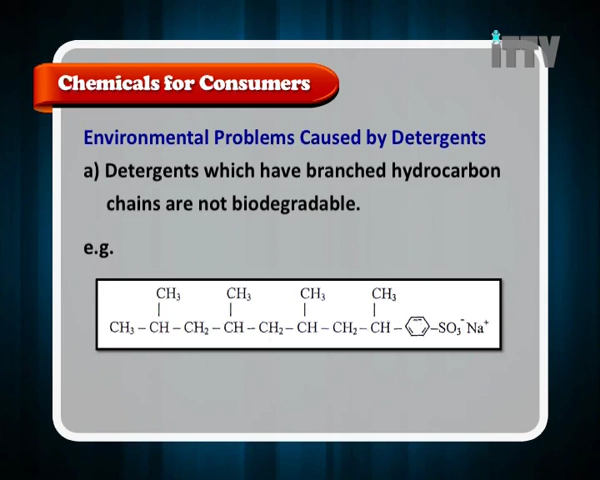 iTTV
Chemicals for Consumers
Environmental Problems Caused by Detergents
a) Detergents which have branched hydrocarbon
chains are not biodegradable.
e.g.
CH₃ CH₃ CH₃ CH₃
CH₃ – CH – CH₂ – CH – CH₂ – CH – CH₂ – CH – –SO₃⁻ Na⁺